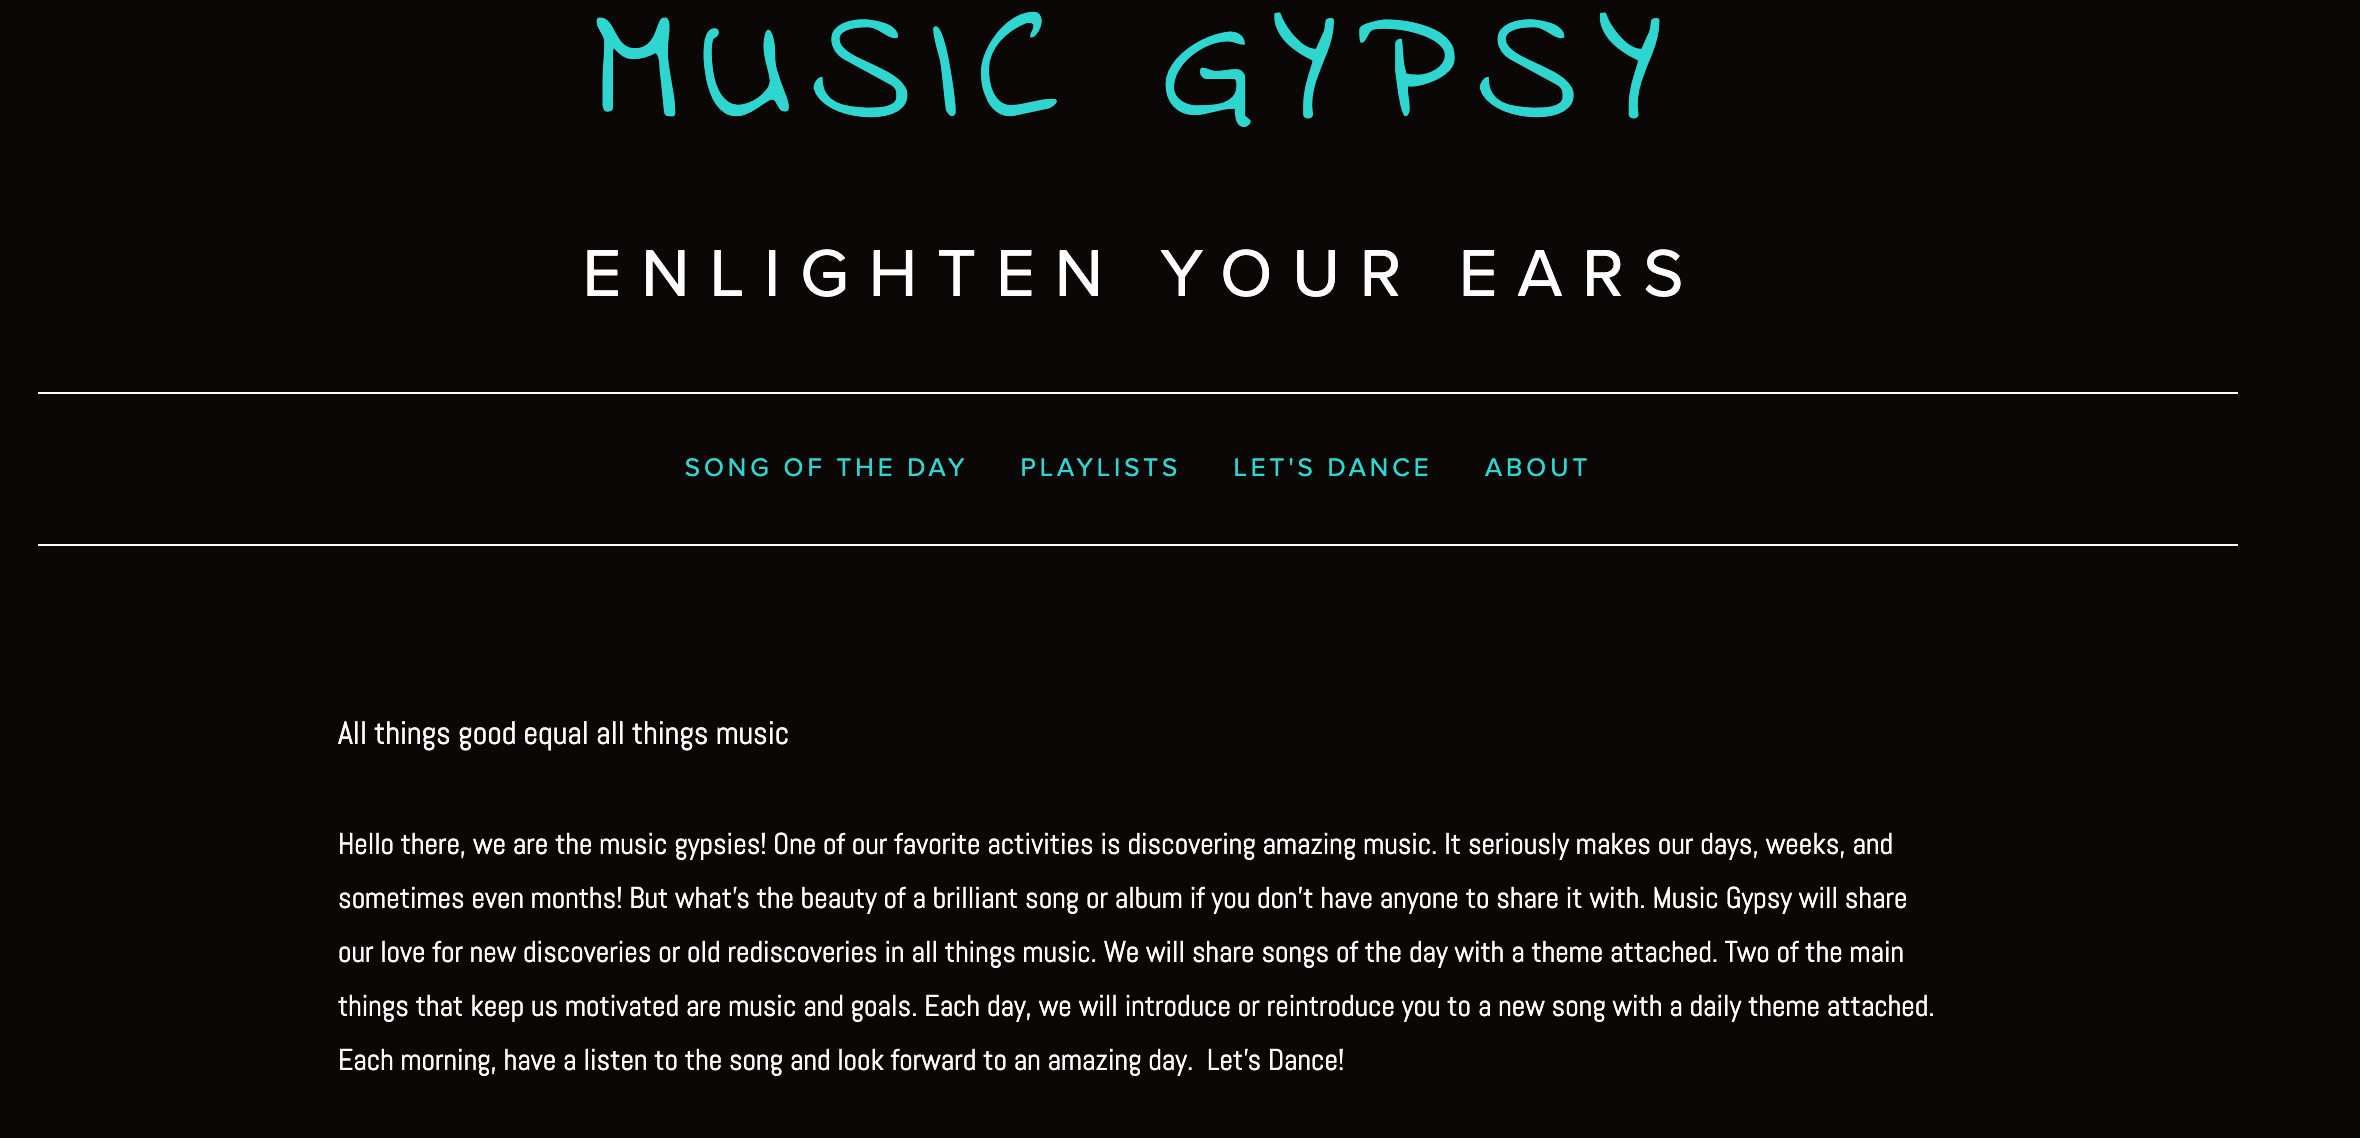 MUSIC GYPSY
ENLIGHTEN YOUR EARS
SONG OF THE DAY PLAYLISTS LET'S DANCE ABOUT
All things good equal all things music
Hello there, we are the music gypsies! One of our favorite activities is discovering amazing music. It seriously makes our days, weeks, and
sometimes even months! But what’s the beauty of a brilliant song or album if you don’t have anyone to share it with. Music Gypsy will share
our love for new discoveries or old rediscoveries in all things music. We will share songs of the day with a theme attached. Two of the main
things that keep us motivated are music and goals. Each day, we will introduce or reintroduce you to a new song with a daily theme attached.
Each morning, have a listen to the song and look forward to an amazing day.  Let’s Dance!